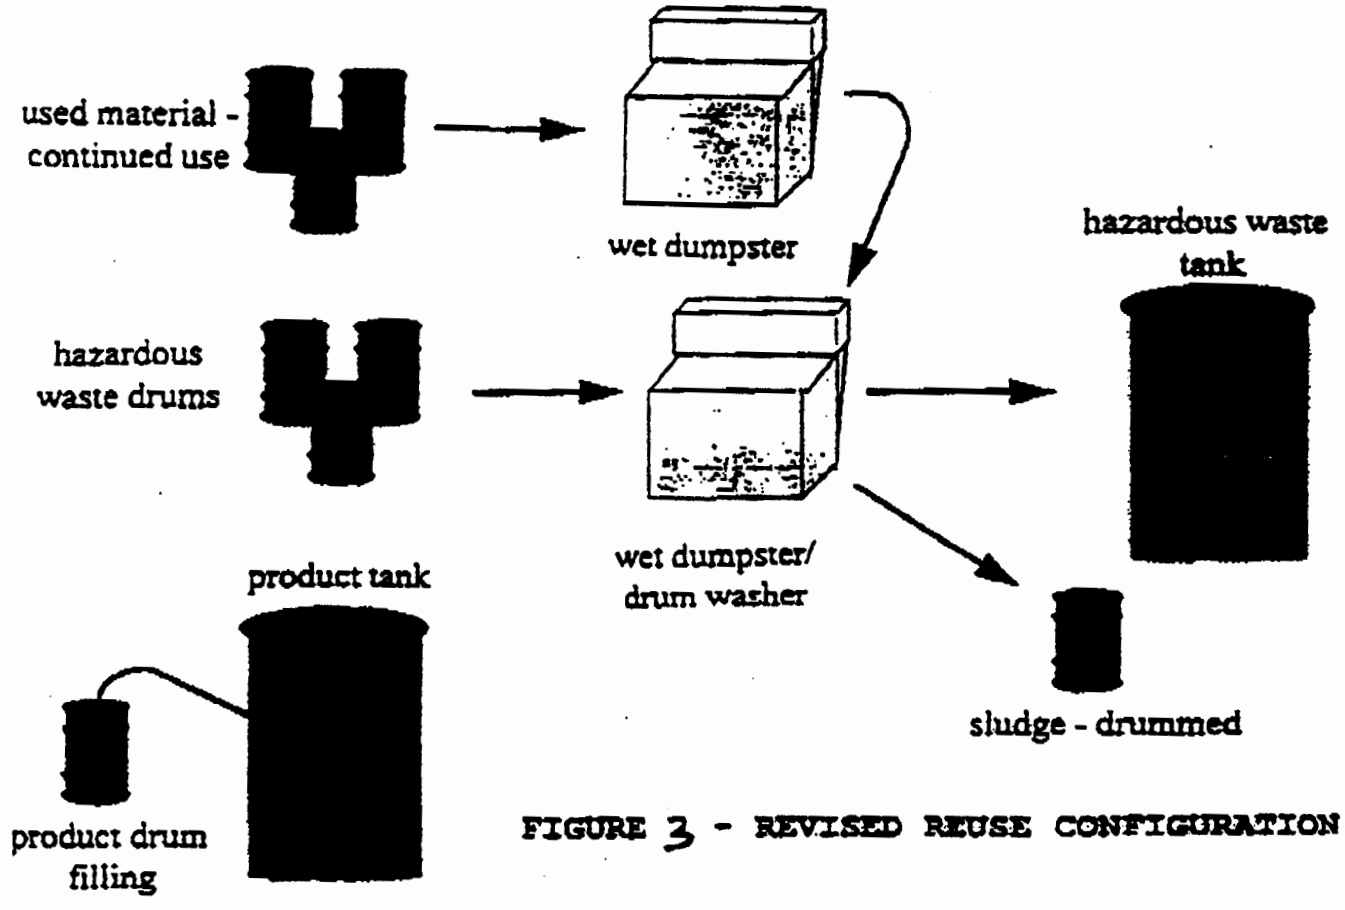 used material -
continued use
wet dumpster
hazardous waste
tank
hazardous
waste drums
wet dumpster/
drum washer
product tank
sludge - drummed
product drum
filling
FIGURE 3 - REVISED REUSE CONFIGURATION